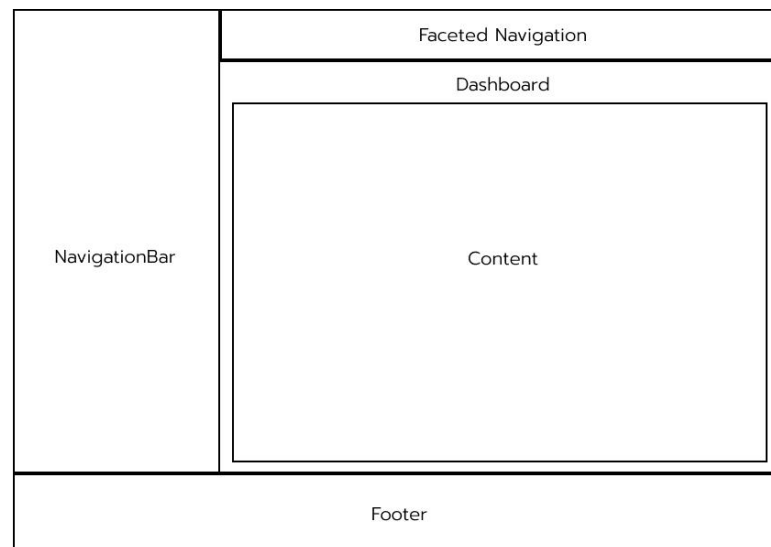 Faceted Navigation
Dashboard
NavigationBar
Content
Footer